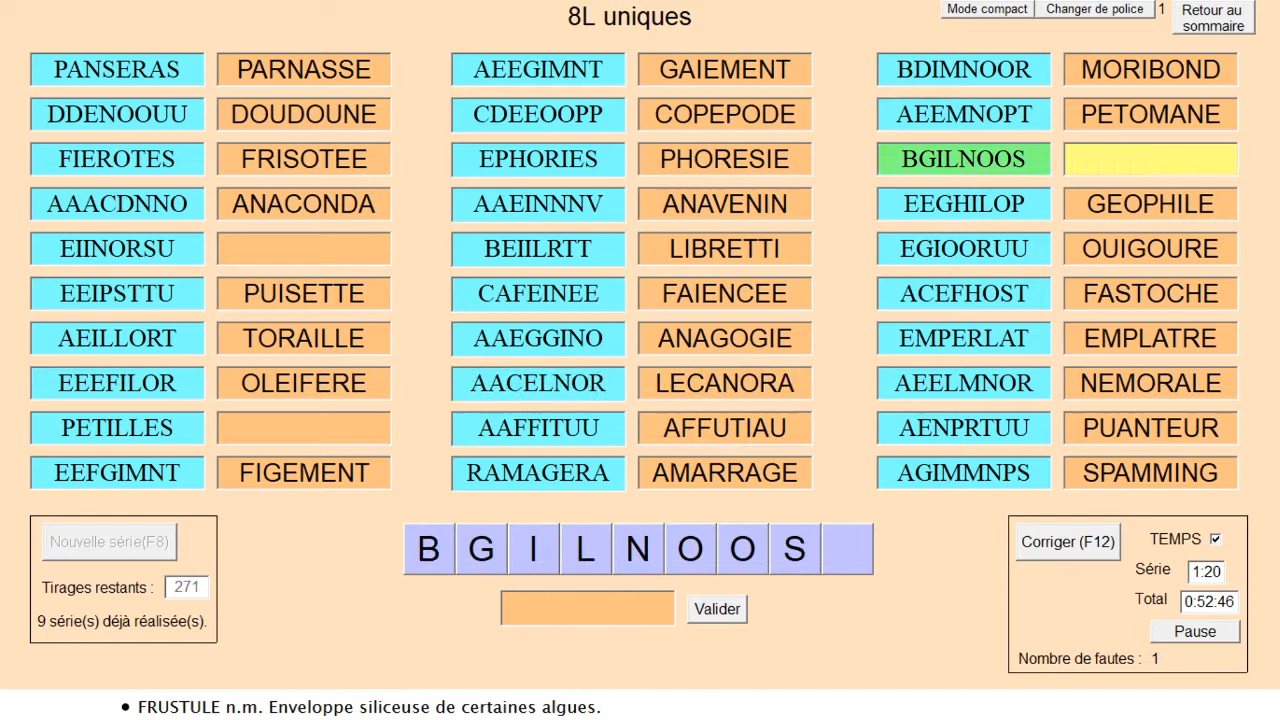 8L uniques
Mode compact Changer de police 1 Retour au sommaire
PANSERAS PARNASSE AEEGIMNT GAIEMENT BDIMNOOR MORIBOND
DDENOOUU DOUDOUNE CDEEOOPP COPEPODE AEEMNOPT PETOMANE
FIEROTES FRISOTEE EPHORIES PHORESIE BGILNOOS
AAACDNNO ANACONDA AAEINNNV ANAVENIN EEGHILOP GEOPHILE
EIINORSU BEIILRTT LIBRETTI EGIOORUU OUIGOURE
EEIPSTTU PUISETTE CAFEINEE FAIENCEE ACEFHOST FASTOCHE
AEILLORT TORAILLE AAEGGINO ANAGOGIE EMPERLAT EMPLATRE
EEEFILOR OLEIFERE AACELNOR LECANORA AEELMNOR NEMORALE
PETILLES AAFFITUU AFFUTIAU AENPRTUU PUANTEUR
EEFGIMNT FIGEMENT RAMAGERA AMARRAGE AGIMMNPS SPAMMING
Nouvelle série(F8)
Tirages restants : 271
9 série(s) déjà réalisée(s).
B G I L N O O S
Valider
Corriger (F12) TEMPS
Série 1:20
Total 0:52:46
Pause
Nombre de fautes : 1
• FRUSTULE n.m. Enveloppe siliceuse de certaines algues.